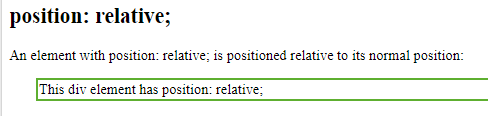 position: relative;
An element with position: relative; is positioned relative to its normal position:
This div element has position: relative;